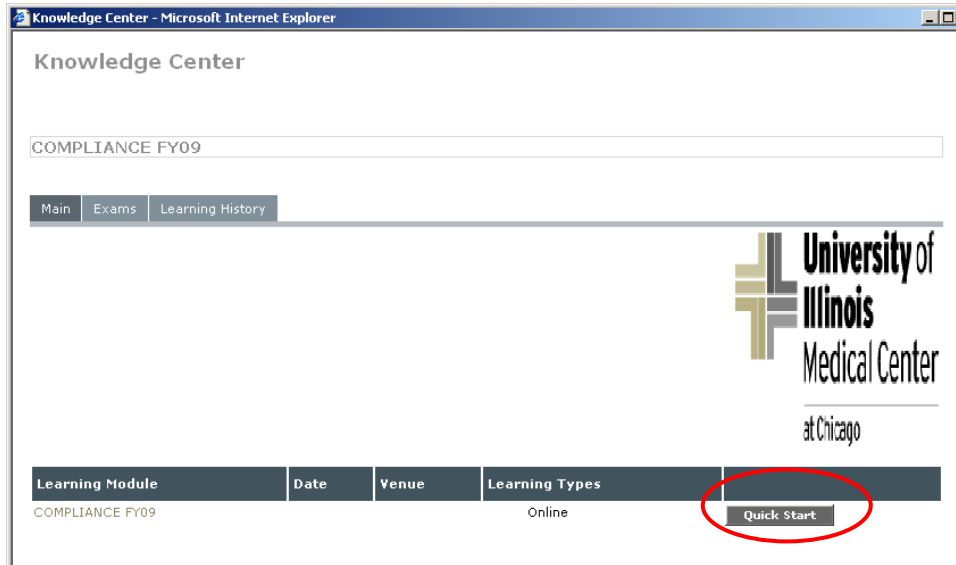 Knowledge Center - Microsoft Internet Explorer
Knowledge Center
COMPLIANCE FY09
Main Exams Learning History
University of
Illinois
Medical Center
at Chicago
Learning Module Date Venue Learning Types
COMPLIANCE FY09 Online Quick Start